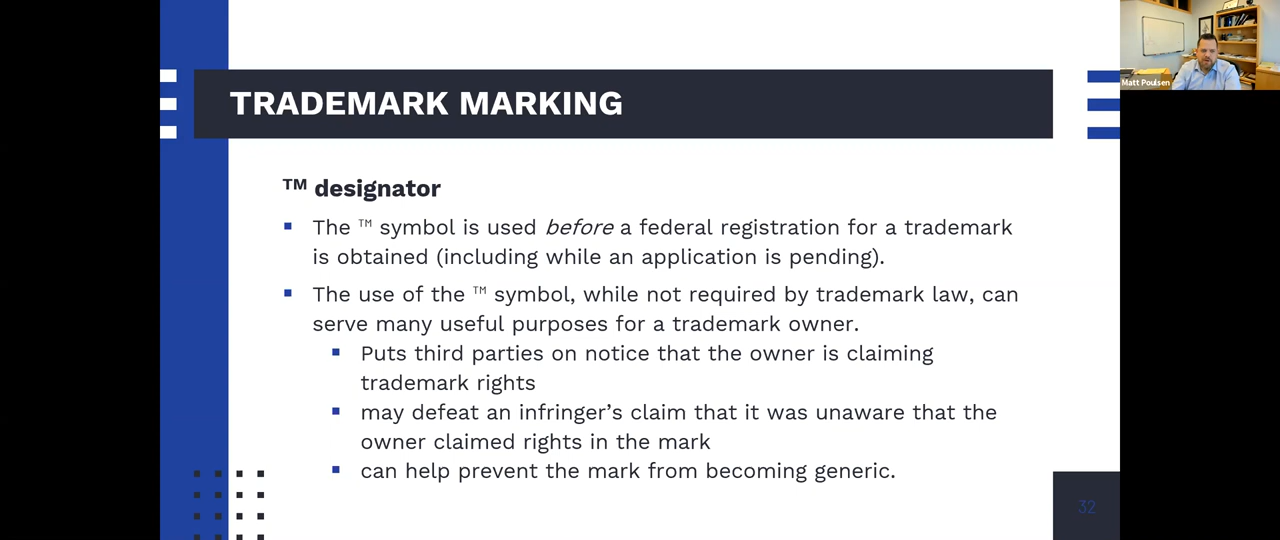 Matt Poulsen
TRADEMARK MARKING
TM designator
▪ The TM symbol is used before a federal registration for a trademark
is obtained (including while an application is pending).
▪ The use of the TM symbol, while not required by trademark law, can
serve many useful purposes for a trademark owner.
▪ Puts third parties on notice that the owner is claiming
trademark rights
▪ may defeat an infringer’s claim that it was unaware that the
owner claimed rights in the mark
▪ can help prevent the mark from becoming generic.
32